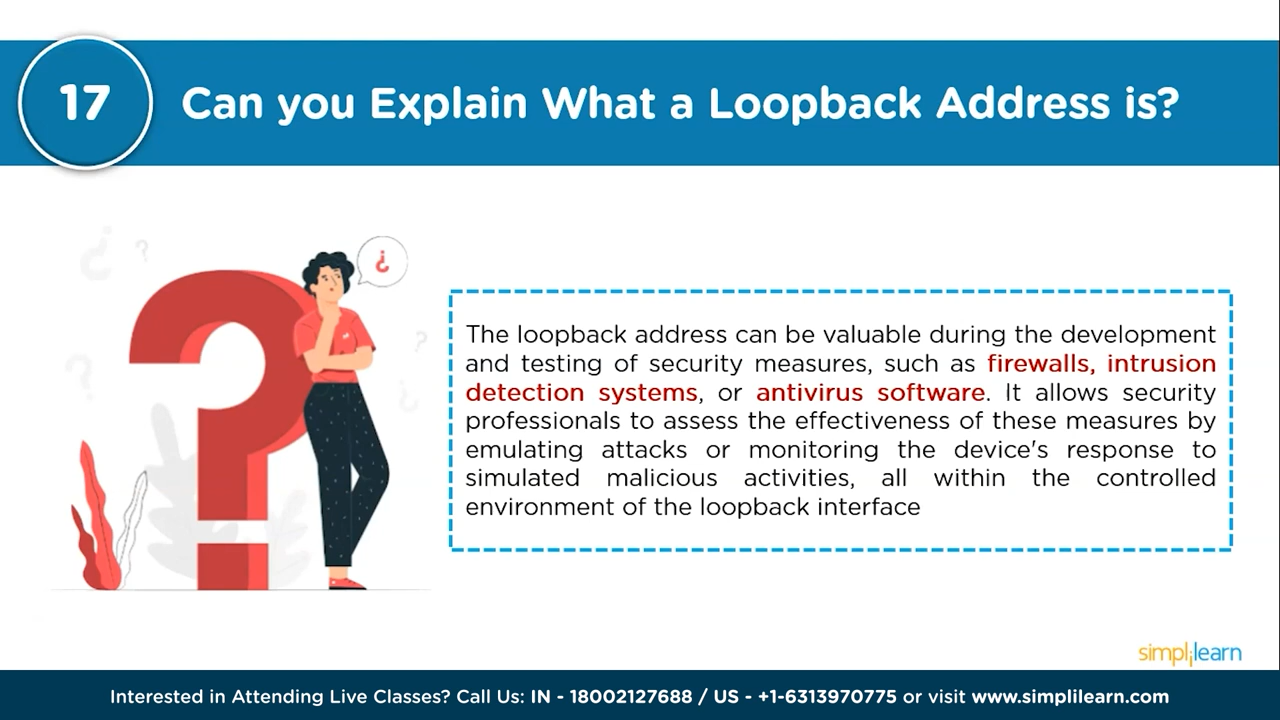 17
Can you Explain What a Loopback Address is?
¿
?
¿
?
?
¿
The loopback address can be valuable during the development
and testing of security measures, such as firewalls, intrusion
detection systems, or antivirus software. It allows security
professionals to assess the effectiveness of these measures by
emulating attacks or monitoring the device's response to
simulated malicious activities, all within the controlled
environment of the loopback interface
?
simplilearn
Interested in Attending Live Classes? Call Us: IN - 18002127688 / US - +1-6313970775 or visit www.simplilearn.com